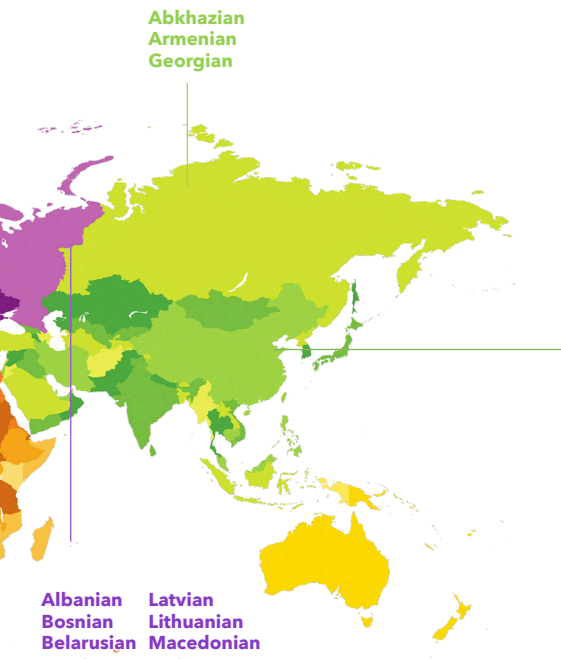 Abkhazian
Armenian
Georgian
Albanian Latvian
Bosnian Lithuanian
Belarusian Macedonian